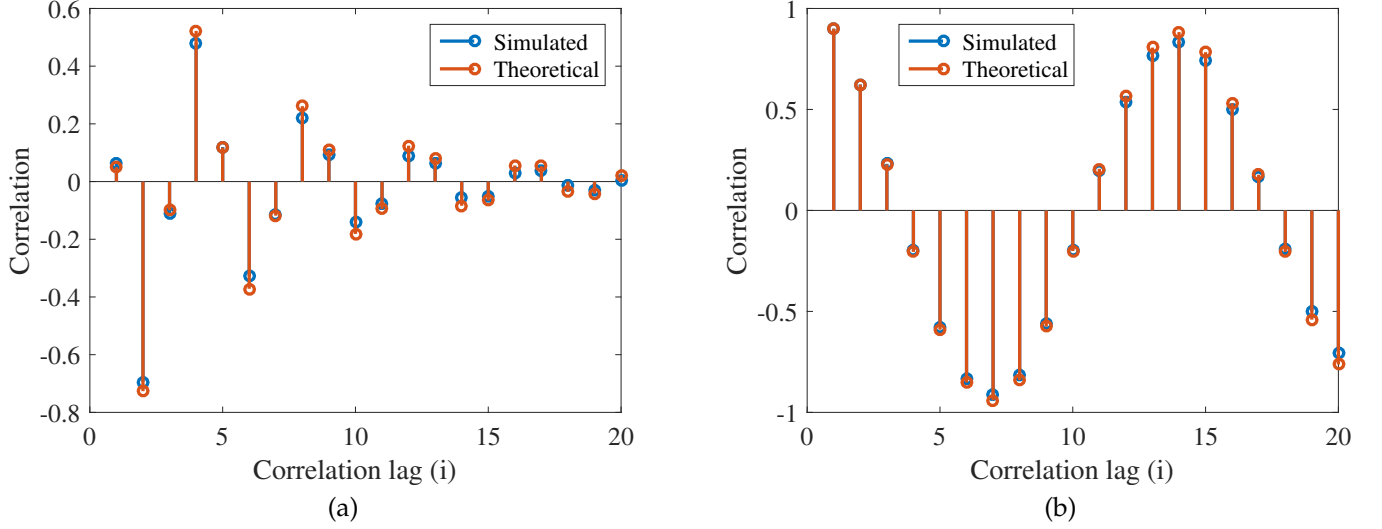 0.6
0.4
0.2
0
-0.2
-0.4
-0.6
-0.8
Correlation
0 5 10 15 20
Correlation lag (i)
Simulated
Theoretical
(a)
1
0.5
0
-0.5
-1
Correlation
0 5 10 15 20
Correlation lag (i)
Simulated
Theoretical
(b)